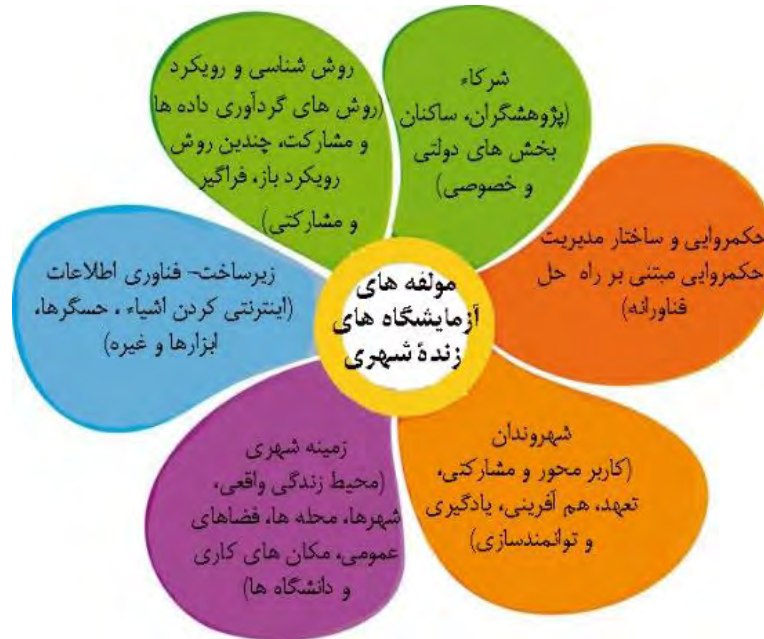 مولفه های
آزمایشگاه های
زندهٔ شهری
شرکاء
(پژوهشگران، ساکنان
بخش های دولتی
و خصوصی)
حکمروایی و ساختار مدیریت
حکمروایی مبتنی بر راه حل
فناورانه)
شهروندان
(کاربر محور و مشارکتی،
تعهد، هم آفرینی، یادگیری
و توانمندسازی)
زمینه شهری
(محیط زندگی واقعی،
شهرها، محله ها، فضاهای
عمومی، مکان های کاری
و دانشگاه ها)
زیرساخت- فناوری اطلاعات
(اینترنتی کردن اشیاء ، حسگرها،
ابزارها و غیره)
روش شناسی و رویکرد
(روش های گردآوری داده ها
و مشارکت، چندین روش
رویکرد باز، فراگیر
و مشارکتی)